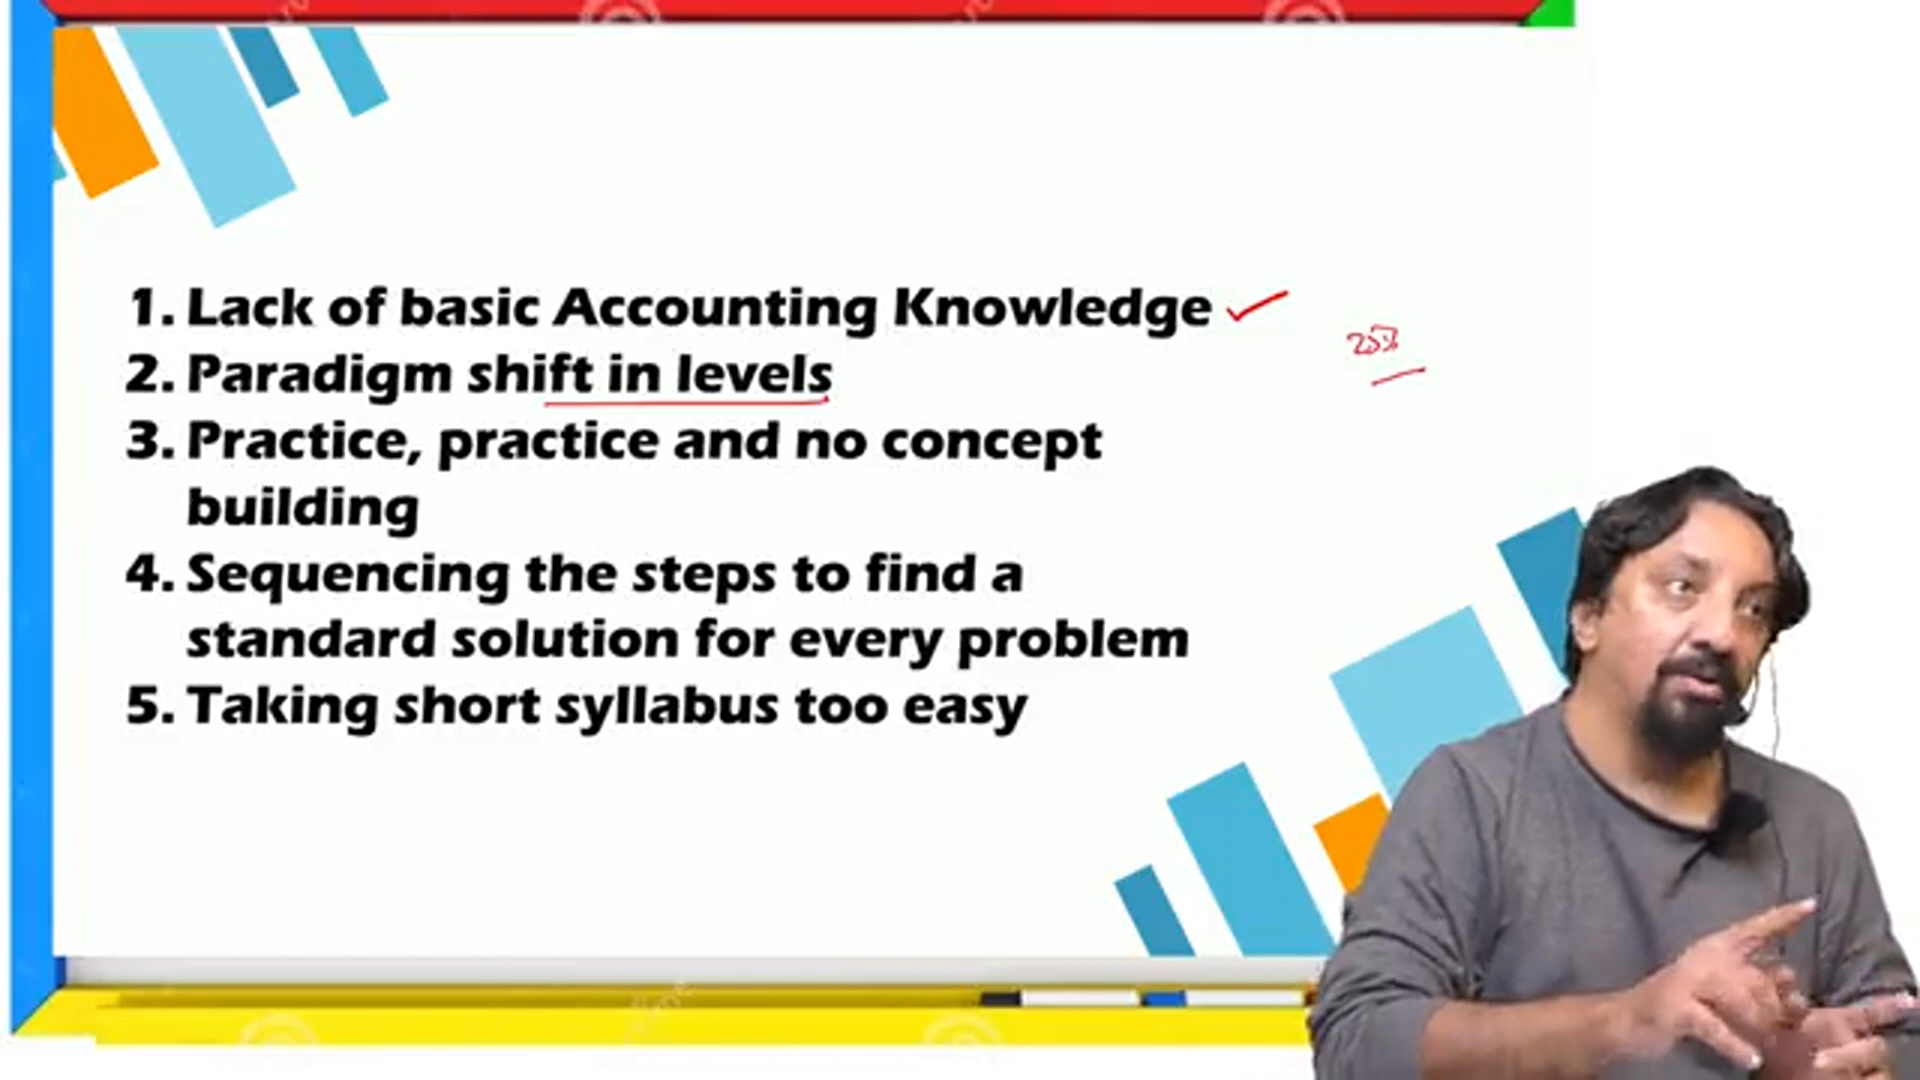 1. Lack of basic Accounting Knowledge
2. Paradigm shift in levels
3. Practice, practice and no concept
building
4. Sequencing the steps to find a
standard solution for every problem
5. Taking short syllabus too easy